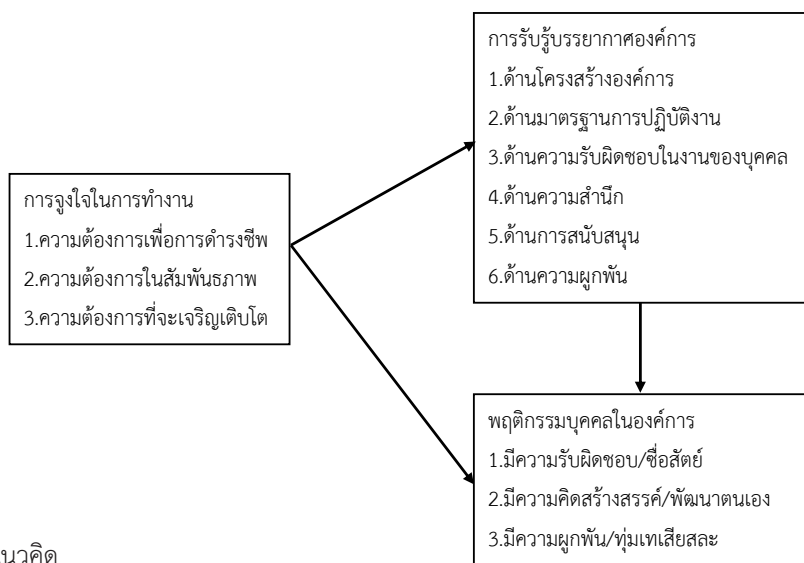 การรับรู้บรรยากาศองค์การ
1.ด้านโครงสร้างองค์การ
2.ด้านมาตรฐานการปฏิบัติงาน
3.ด้านความรับผิดชอบในงานของบุคคล
4.ด้านความสำนึก
5.ด้านการสนับสนุน
6.ด้านความผูกพัน
การจูงใจในการทำงาน
1.ความต้องการเพื่อการดำรงชีพ
2.ความต้องการในสัมพันธภาพ
3.ความต้องการที่จะเจริญเติบโต
พฤติกรรมบุคคลในองค์การ
1.มีความรับผิดชอบ/ซื่อสัตย์
2.มีความคิดสร้างสรรค์/พัฒนาตนเอง
3.มีความผูกพัน/ทุ่มเทเสียสละ
นวคิด